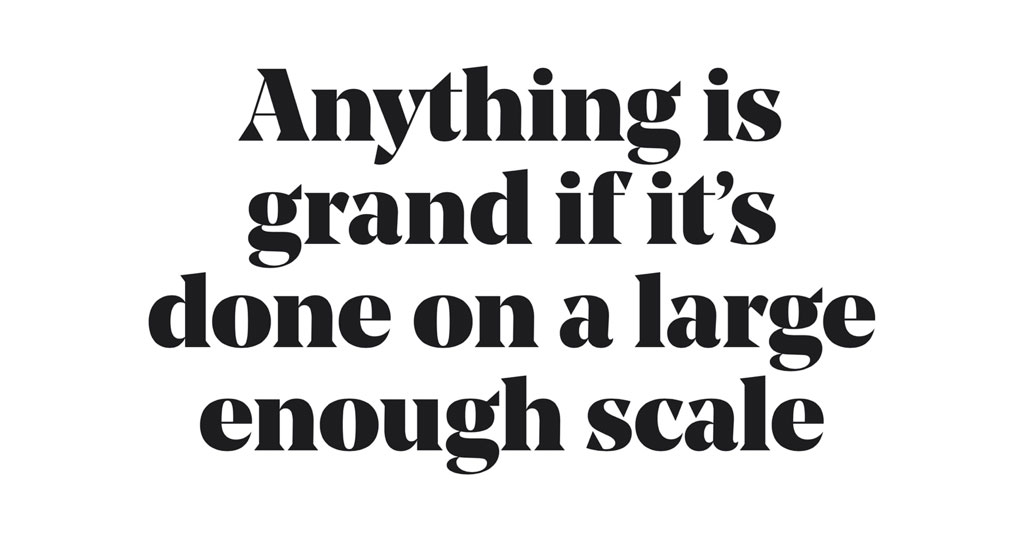 Anything is
grand if it’s
done on a large
enough scale